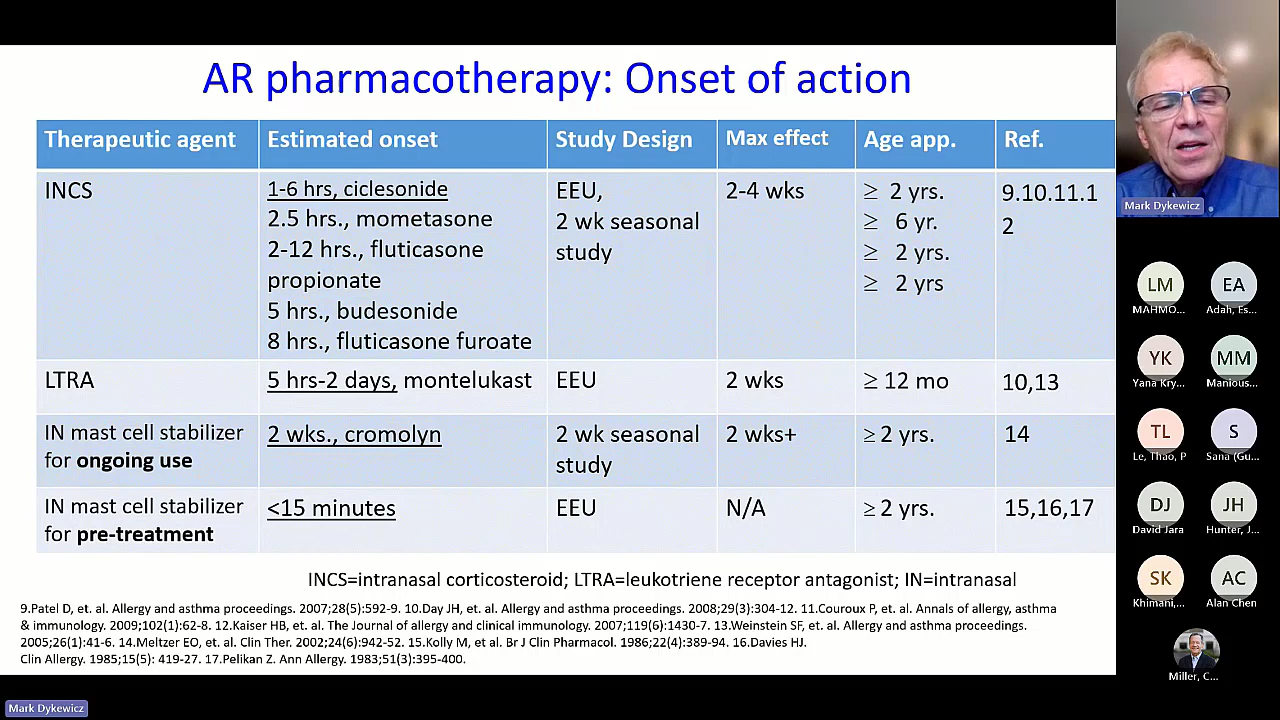 AR pharmacotherapy: Onset of action
Therapeutic agent Estimated onset Study Design Max effect Age app. Ref.
INCS 1-6 hrs, ciclesonide EEU, 2-4 wks ≥ 2 yrs. 9.10.11.1
2.5 hrs., mometasone 2 wk seasonal ≥ 6 yr. 2
2-12 hrs., fluticasone study ≥ 2 yrs.
propionate ≥ 2 yrs
5 hrs., budesonide
8 hrs., fluticasone furoate
LTRA 5 hrs-2 days, montelukast EEU 2 wks ≥ 12 mo 10,13
IN mast cell stabilizer 2 wks., cromolyn 2 wk seasonal 2 wks+ ≥ 2 yrs. 14
for ongoing use study
IN mast cell stabilizer <15 minutes EEU N/A ≥ 2 yrs. 15,16,17
for pre-treatment
INCS=intranasal corticosteroid; LTRA=leukotriene receptor antagonist; IN=intranasal
9.Patel D, et. al. Allergy and asthma proceedings. 2007;28(5):592-9. 10.Day JH, et. al. Allergy and asthma proceedings. 2008;29(3):304-12. 11.Couroux P, et. al. Annals of allergy, asthma
& immunology. 2009;102(1):62-8. 12.Kaiser HB, et. al. The Journal of allergy and clinical immunology. 2007;119(6):1430-7. 13.Weinstein SF, et. al. Allergy and asthma proceedings.
2005;26(1):41-6. 14.Meltzer EO, et. al. Clin Ther. 2002;24(6):942-52. 15.Kolly M, et al. Br J Clin Pharmacol. 1986;22(4):389-94. 16.Davies HJ.
Clin Allergy. 1985;15(5): 419-27. 17.Pelikan Z. Ann Allergy. 1983;51(3):395-400.
Mark Dykewicz
LM EA
MAHMO... Adah, Es...
YK MM
Yana Kry... Manious...
TL S
Le, Thao, P Sana (Gu...
DJ JH
David Jara Hunter, J...
SK AC
Khimani,... Alan Chen
Miller, C...
Mark Dykewicz